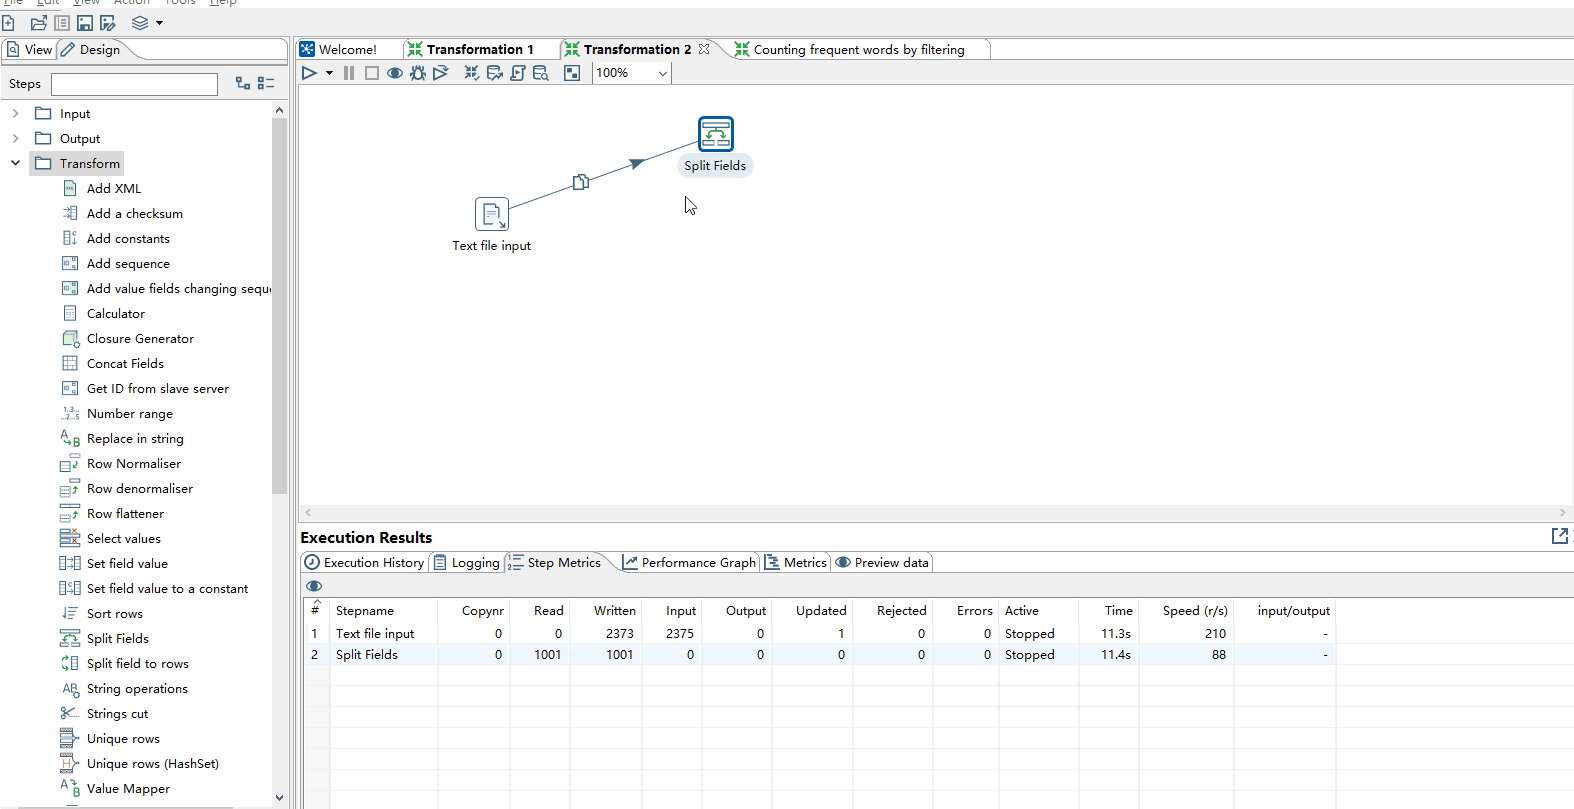 File Edit View Action Tools Help
View Design
Steps
Input
Output
Transform
Add XML
Add a checksum
Add constants
Add sequence
Add value fields changing sequ
Calculator
Closure Generator
Concat Fields
Get ID from slave server
Number range
Replace in string
Row Normaliser
Row denormaliser
Row flattener
Select values
Set field value
Set field value to a constant
Sort rows
Split Fields
Split field to rows
String operations
Strings cut
Unique rows
Unique rows (HashSet)
Value Mapper
Welcome! Transformation 1 Transformation 2 Counting frequent words by filtering
100%
Split Fields
Text file input
Execution Results
Execution History Logging Step Metrics Performance Graph Metrics Preview data
# Stepname Copynr Read Written Input Output Updated Rejected Errors Active Time Speed (r/s) input/output
1 Text file input 0 0 2373 2375 0 1 0 0 Stopped 11.3s 210 -
2 Split Fields 0 1001 1001 0 0 0 0 0 Stopped 11.4s 88 -